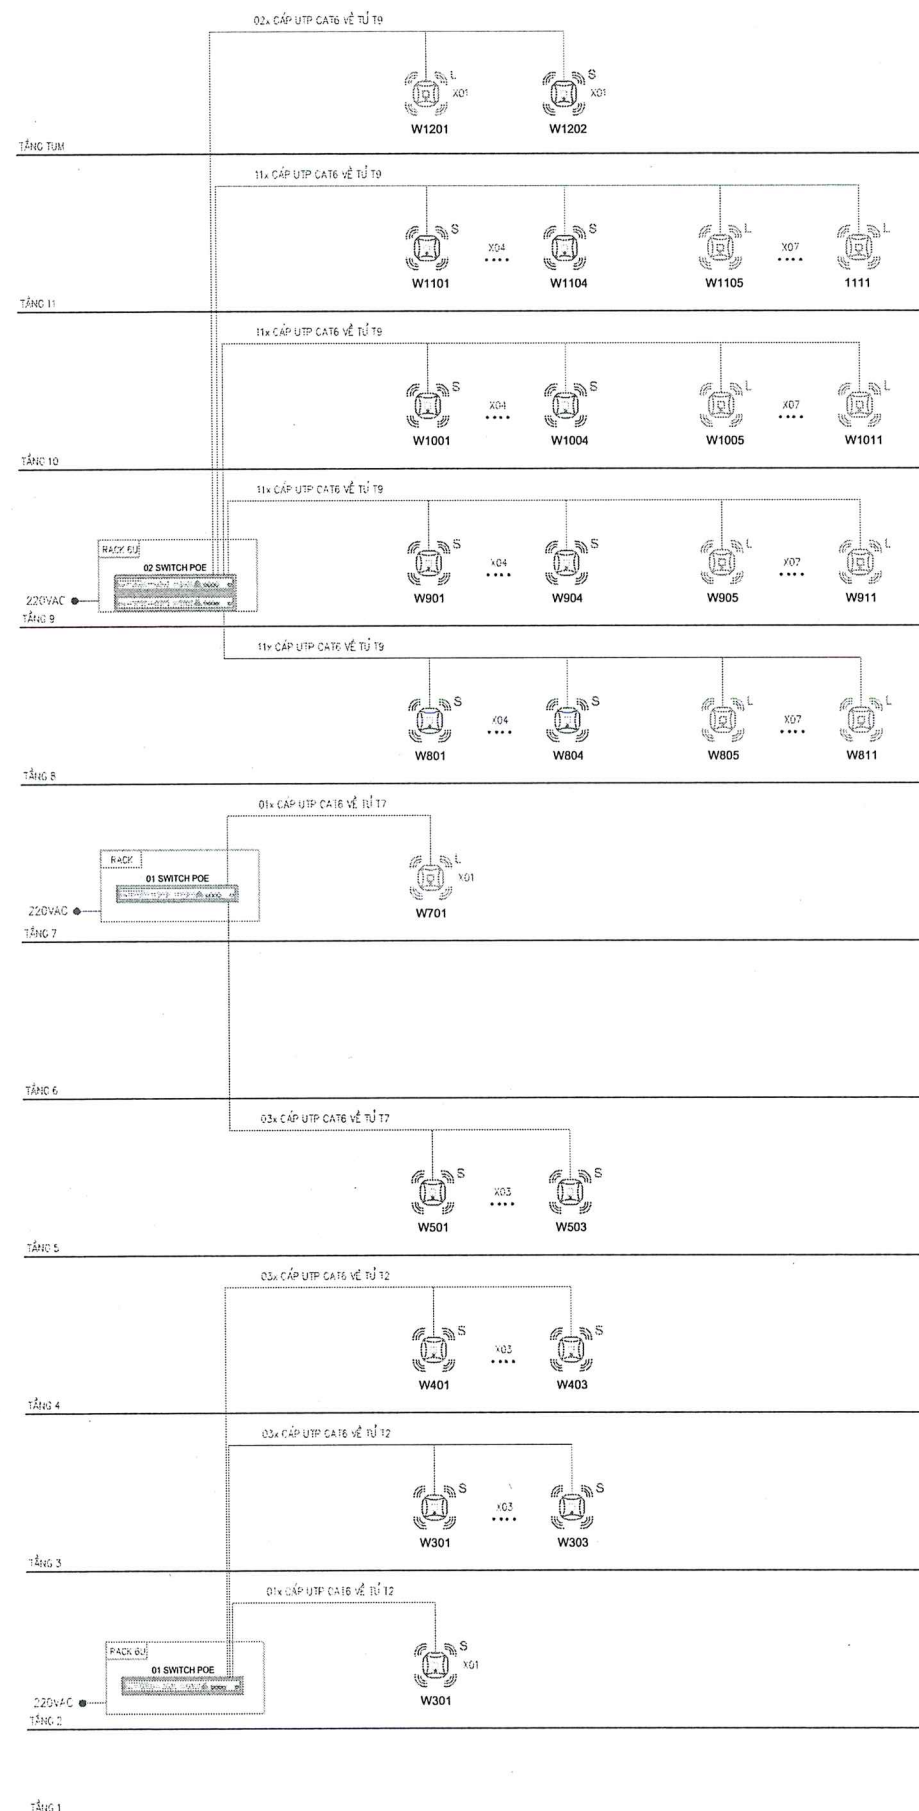 02x CÁP UTP CAT6 VỀ TỦ T9
L
X01
S
X01
W1201 W1202
TẦNG TUM
11x CÁP UTP CAT6 VỀ TỦ T9
S S L L
X04 X07
W1101 W1104 W1105 1111
TẦNG 11
11x CÁP UTP CAT6 VỀ TỦ T9
S S L L
X04 X07
W1001 W1004 W1005 W1011
TẦNG 10
11x CÁP UTP CAT6 VỀ TỦ T9
S S L L
RACK 6U
X04 X07
02 SWITCH POE
W901 W904 W905 W911
220VAC
TẦNG 9
11x CÁP UTP CAT6 VỀ TỦ T9
S S L L
X04 X07
W801 W804 W805 W811
TẦNG 8
01x CÁP UTP CAT6 VỀ TỦ T7
RACK
L
01 SWITCH POE
X01
220VAC
W701
TẦNG 7
TẦNG 6
03x CÁP UTP CAT6 VỀ TỦ T7
S S
X03
W501 W503
TẦNG 5
03x CÁP UTP CAT6 VỀ TỦ T2
S S
X03
W401 W403
TẦNG 4
03x CÁP UTP CAT6 VỀ TỦ T2
S S
X03
W301 W303
TẦNG 3
01x CÁP UTP CAT6 VỀ TỦ T2
RACK 6U
S
01 SWITCH POE
X01
220VAC
W301
TẦNG 2
TẦNG 1